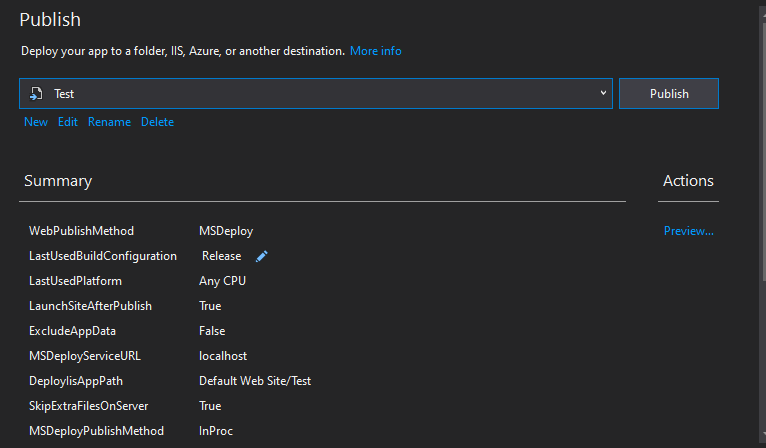 Publish
Deploy your app to a folder, IIS, Azure, or another destination. More info
Test Publish
New Edit Rename Delete
Summary Actions
WebPublishMethod MSDeploy Preview...
LastUsedBuildConfiguration Release
LastUsedPlatform Any CPU
LaunchSiteAfterPublish True
ExcludeAppData False
MSDeployServiceURL localhost
DeployIisAppPath Default Web Site/Test
SkipExtraFilesOnServer True
MSDeployPublishMethod InProc